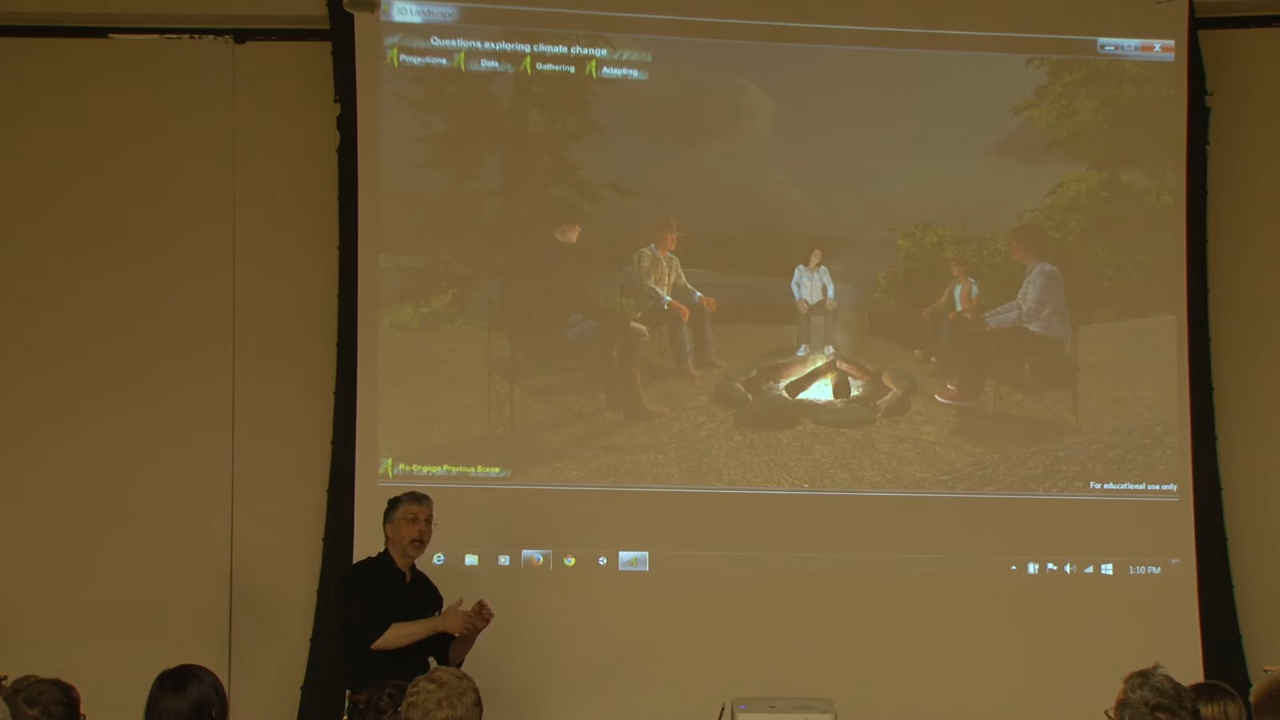 3D Landscape
Questions exploring climate change
Projections
Data
Gathering
Adapting
Re-Engage Previous Scene
For educational use only
1:10 PM